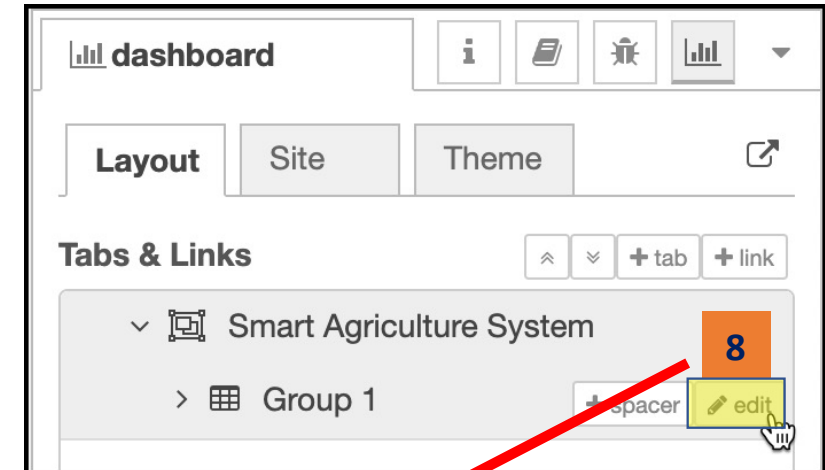 dashboard
i
Layout Site Theme
Tabs & Links + tab + link
Smart Agriculture System
8
Group 1 + spacer edit